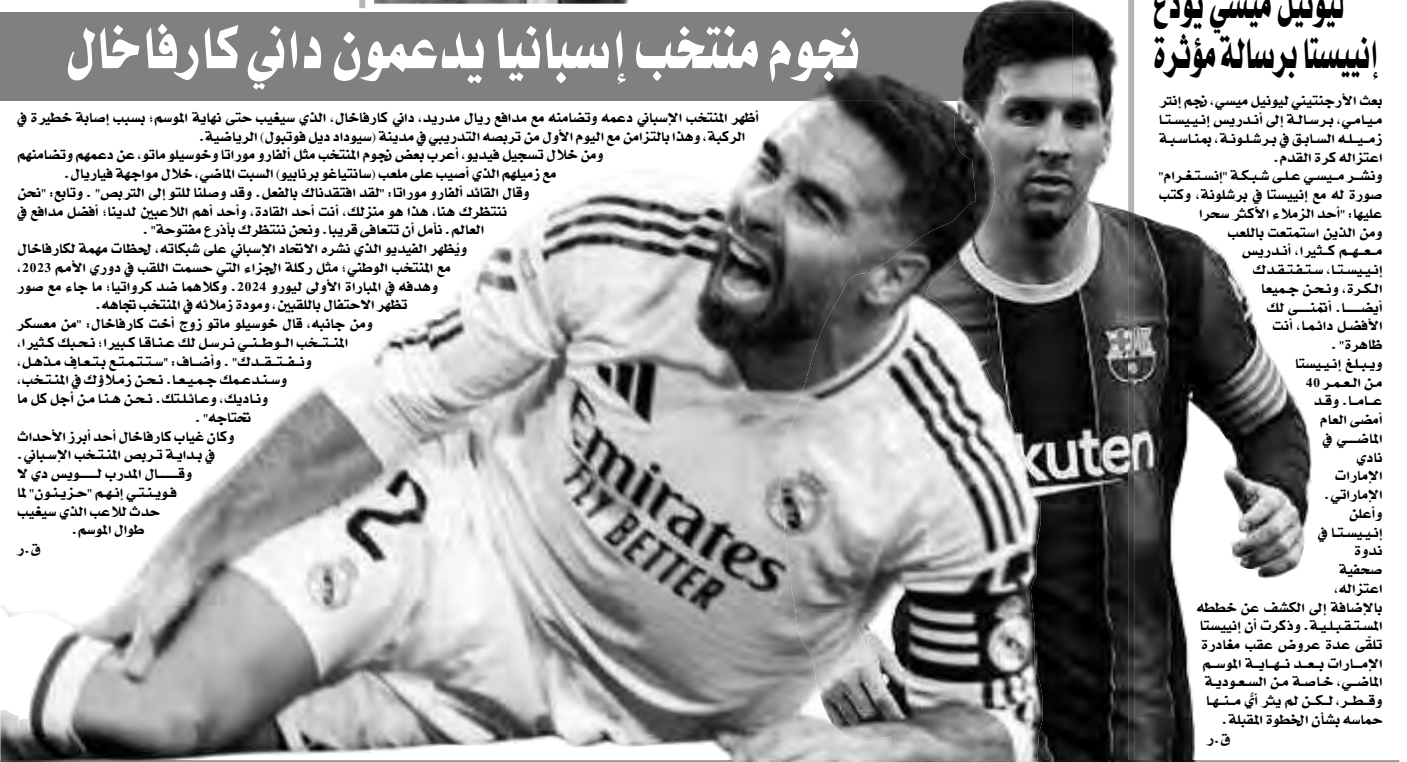 ليونيل ميسي يودع
إنييستا برسالة مؤثرة
بعث الأرجنتيني ليونيل ميسي، نجم إنتر
ميامي، برسالة إلى أندريس إنييستا
زميله السابق في برشلونة، بمناسبة
اعتزاله كرة القدم.
ونشر ميسي على شبكة "إنستغرام"
صورة له مع إنييستا في برشلونة، وكتب
عليها: "أحد الزملاء الأكثر سحرا
ومن الذين استمتعت باللعب
معهم كثيرا، أندريس
إنييستا، ستفتقدك
الكرة، ونحن جميعا
أيضا. أتمنى لك
الأفضل دائما، أنت
ظاهرة".
ويبلغ إنييستا
من العمر 40
عاما. وقد
أمضى العام
الماضي في
نادي
الإمارات
الإماراتي.
وأعلن
إنييستا في
ندوة
صحفية
اعتزاله،
بالإضافة إلى الكشف عن خططه
المستقبلية. وذكرت أن إنييستا
تلقى عدة عروض عقب مغادرة
الإمارات بعد نهاية الموسم
الماضي، خاصة من السعودية
وقطر، لكن لم يثر أيٌ منها
حماسه بشأن الخطوة المقبلة.
ق.ر
نجوم منتخب إسبانيا يدعمون داني كارفاخال
أظهر المنتخب الإسباني دعمه وتضامنه مع مدافع ريال مدريد، داني كارفاخال، الذي سيغيب حتى نهاية الموسم؛ بسبب إصابة خطيرة في
الركبة، وهذا بالتزامن مع اليوم الأول من تربصه التدريبي في مدينة (سيوداد ديل فوتبول) الرياضية.
ومن خلال تسجيل فيديو، أعرب بعض نجوم المنتخب مثل ألفارو موراتا وخوسيلو ماتو، عن دعمهم وتضامنهم
مع زميلهم الذي أصيب على ملعب (سانتياغو برنابيو) السبت الماضي، خلال مواجهة فياريال.
وقال القائد ألفارو موراتا: "لقد افتقدناك بالفعل. وقد وصلنا للتو إلى التربص". وتابع: "نحن
ننتظرك هنا، هذا هو منزلك، أنت أحد القادة، وأحد أهم اللاعبين لدينا؛ أفضل مدافع في
العالم. نأمل أن تتعافى قريبا. ونحن ننتظرك بأذرع مفتوحة".
ويُظهر الفيديو الذي نشره الاتحاد الإسباني على شبكاته، لحظات مهمة لكارفاخال
مع المنتخب الوطني؛ مثل ركلة الجزاء التي حسمت اللقب في دوري الأمم 2023،
وهدفه في المباراة الأولى ليورو 2024. وكلاهما ضد كرواتيا؛ ما جاء مع صور
تظهر الاحتفال باللقبين، ومودة زملائه في المنتخب تجاهه.
ومن جانبه، قال خوسيلو ماتو زوج أخت كارفاخال: "من معسكر
المنتخب الوطني نرسل لك عناقا كبيرا؛ نحبك كثيرا،
ونفتقدك". وأضاف: "ستتمتع بتعاف مذهل،
وسندعمك جميعا. نحن زملاؤك في المنتخب،
وناديك، وعائلتك. نحن هنا من أجل كل ما
تحتاجه".
وكان غياب كارفاخال أحد أبرز الأحداث
في بداية تربص المنتخب الإسباني.
وقال المدرب لويس دي لا
فوينتي إنهم "حزينون" لما
حدث للاعب الذي سيغيب
طوال الموسم.
ق.ر
Emirates
FLY BETTER
2
kuten